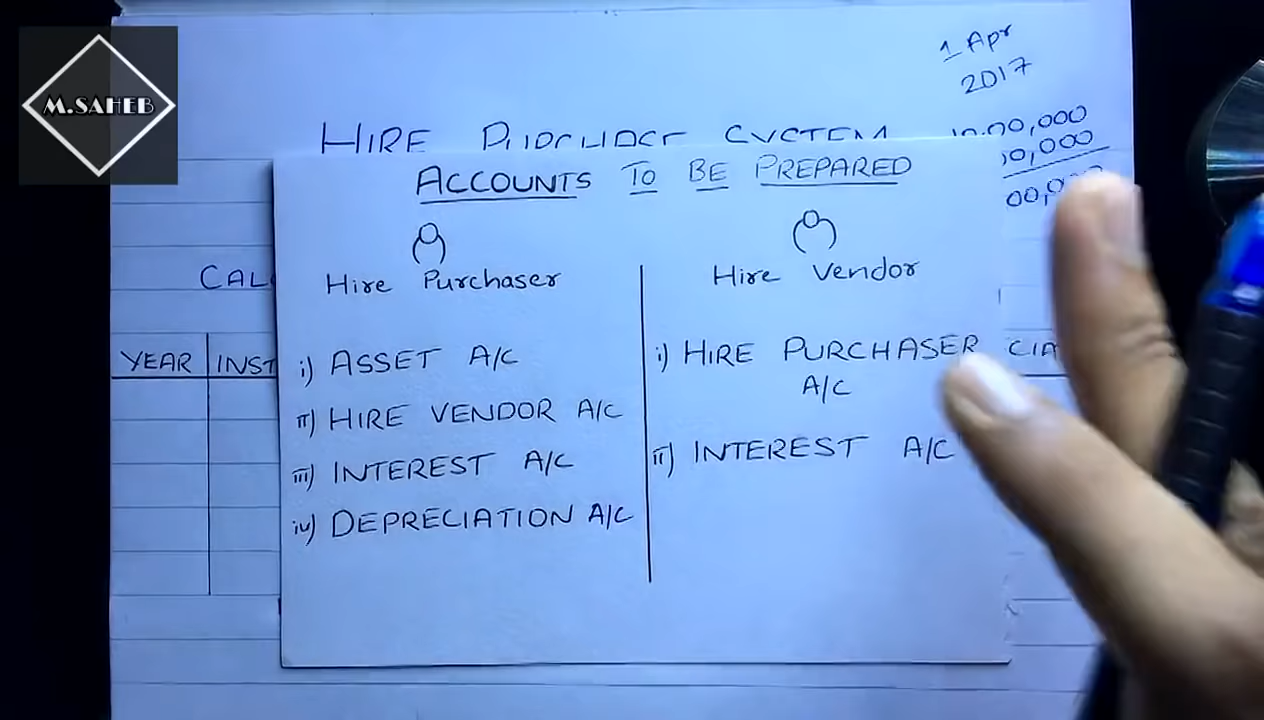 M.SAHEB
1 Apr
2017
HIRE
ACCOUNTS TO BE PREPARED
Hire Purchaser
i) ASSET A/C
ii) HIRE VENDOR A/C
iii) INTEREST A/C
iv) DEPRECIATION A/C
Hire Vendor
i) HIRE PURCHASER
A/C
ii) INTEREST A/C
YEAR